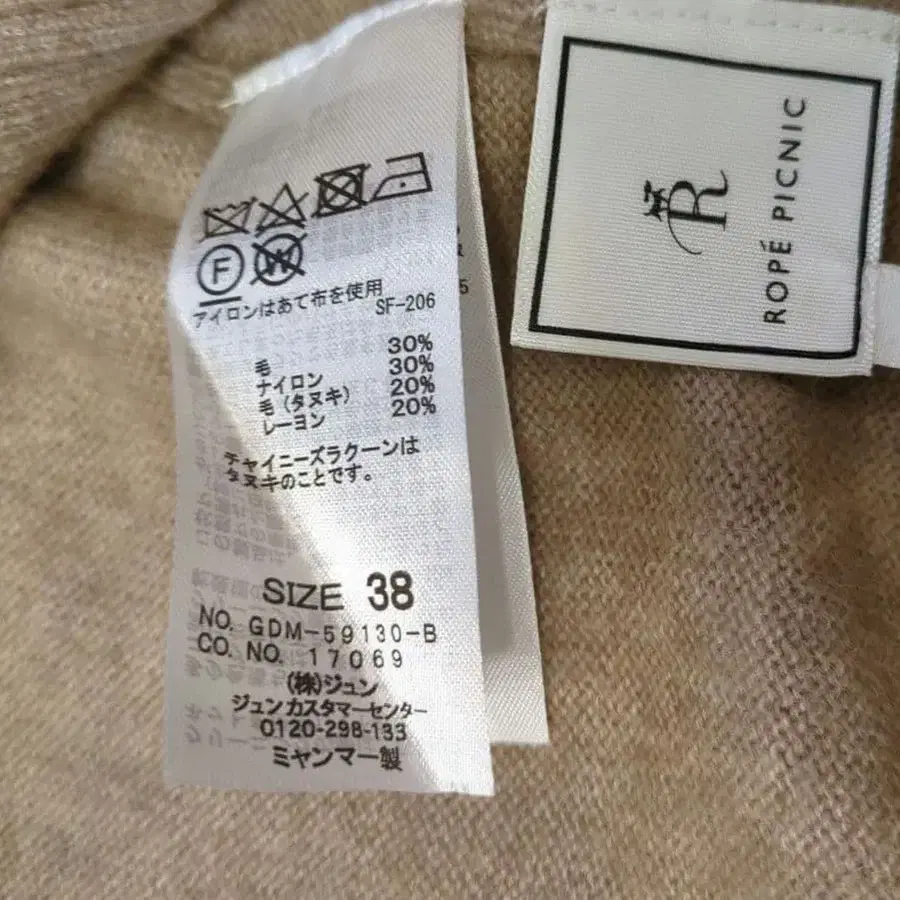 F
W
アイロンはあて布を使用
SF-206
毛 30%
ナイロン 30%
毛(タヌキ) 20%
レーヨン 20%
チャイニーズラクーンは
タヌキのことです。
SIZE 38
NO. GDM-59130-B
CO. NO. 17069
(株)ジュン
ジュンカスタマーセンター
0120-298-133
ミャンマー製
5
R
ROPÉ PICNIC